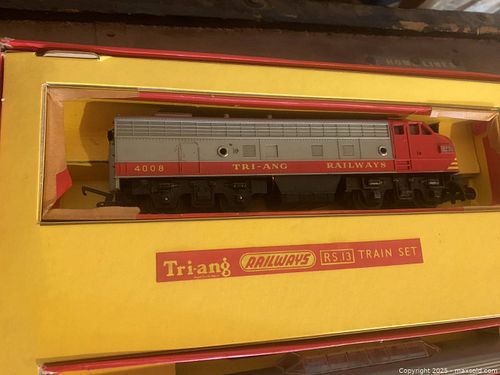 4008
TRI-ANG RAILWAYS
Tri-ang RAILWAYS RS.13 TRAIN SET
Copyright 2025 - maxsold.com